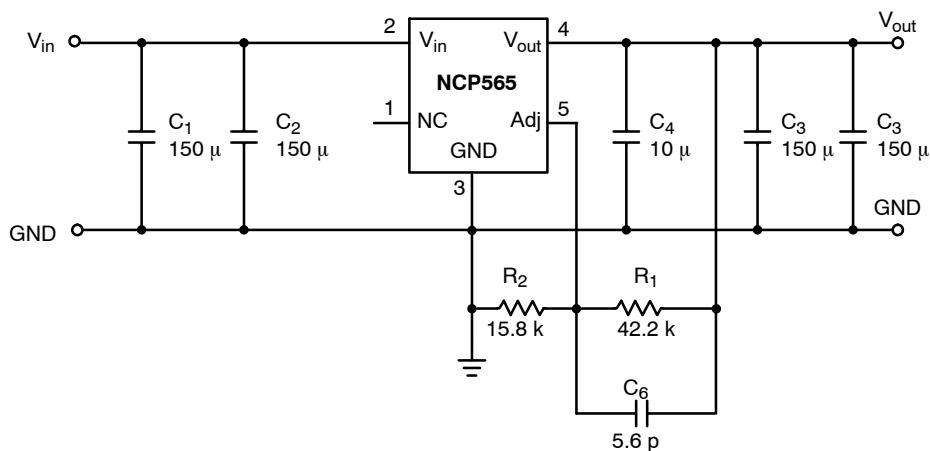 Vin
GND
C1
150 μ
C2
150 μ
2
1
3
4
5
Vin
Vout
NCP565
NC
Adj
GND
C4
10 μ
C3
150 μ
C3
150 μ
Vout
GND
R2
15.8 k
R1
42.2 k
C6
5.6 p